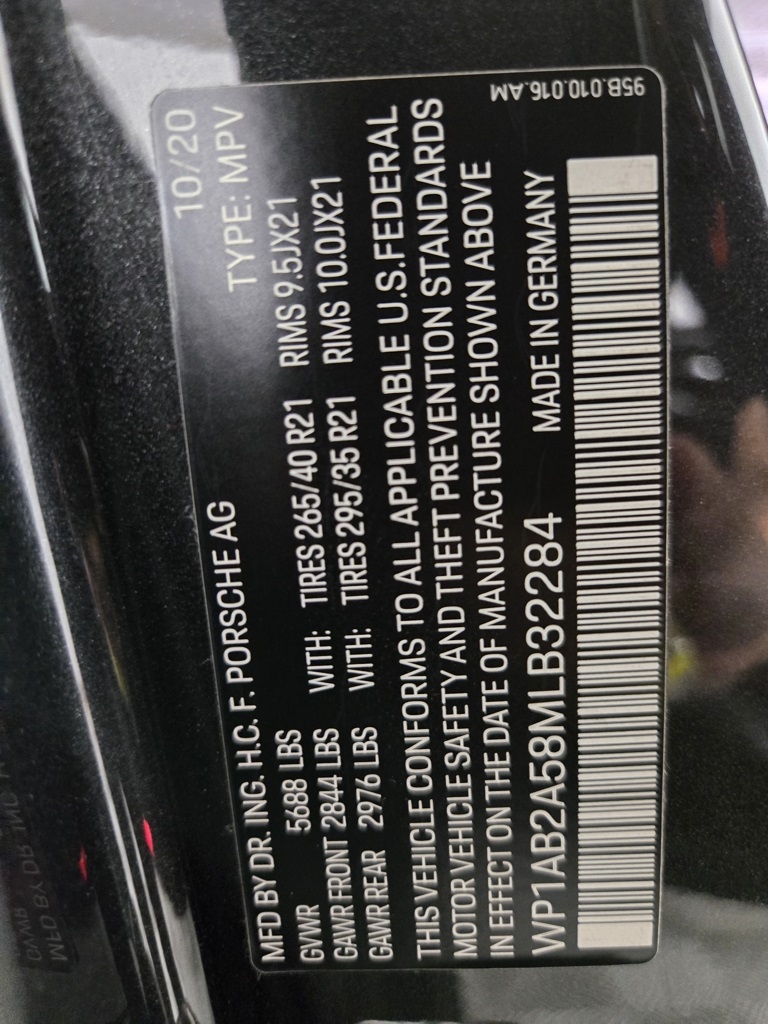 10/20
MFD BY DR. ING. H.C. F. PORSCHE AG TYPE: MPV
GVWR 5688 LBS
GAWR FRONT 2844 LBS WITH: TIRES 265/40 R21 RIMS 9.5JX21
GAWR REAR 2976 LBS WITH: TIRES 295/35 R21 RIMS 10.0JX21
THIS VEHICLE CONFORMS TO ALL APPLICABLE U.S.FEDERAL
MOTOR VEHICLE SAFETY AND THEFT PREVENTION STANDARDS
IN EFFECT ON THE DATE OF MANUFACTURE SHOWN ABOVE
WP1AB2A58MLB32284 MADE IN GERMANY
95B.010.016.AM